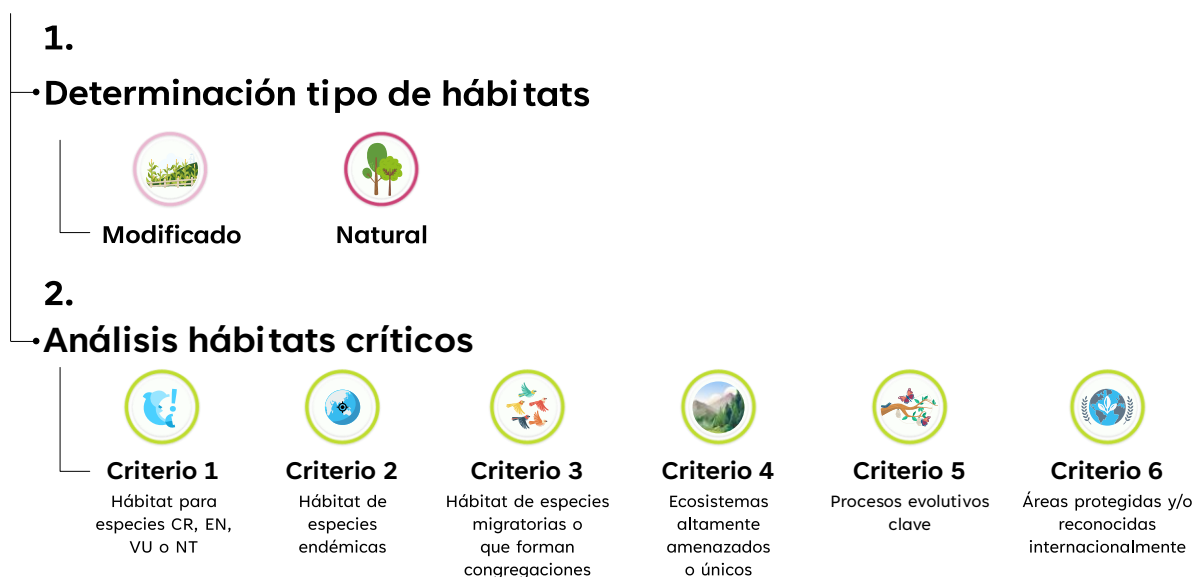 1.
Determinación tipo de hábitats
Modificado
Natural
2.
Análisis hábitats críticos
Criterio 1
Hábitat para
especies CR, EN,
VU o NT
Criterio 2
Hábitat de
especies
endémicas
Criterio 3
Hábitat de especies
migratorias o
que forman
congregaciones
Criterio 4
Ecosistemas
altamente
amenazados
o únicos
Criterio 5
Procesos evolutivos
clave
Criterio 6
Áreas protegidas y/o
reconocidas
internacionalmente